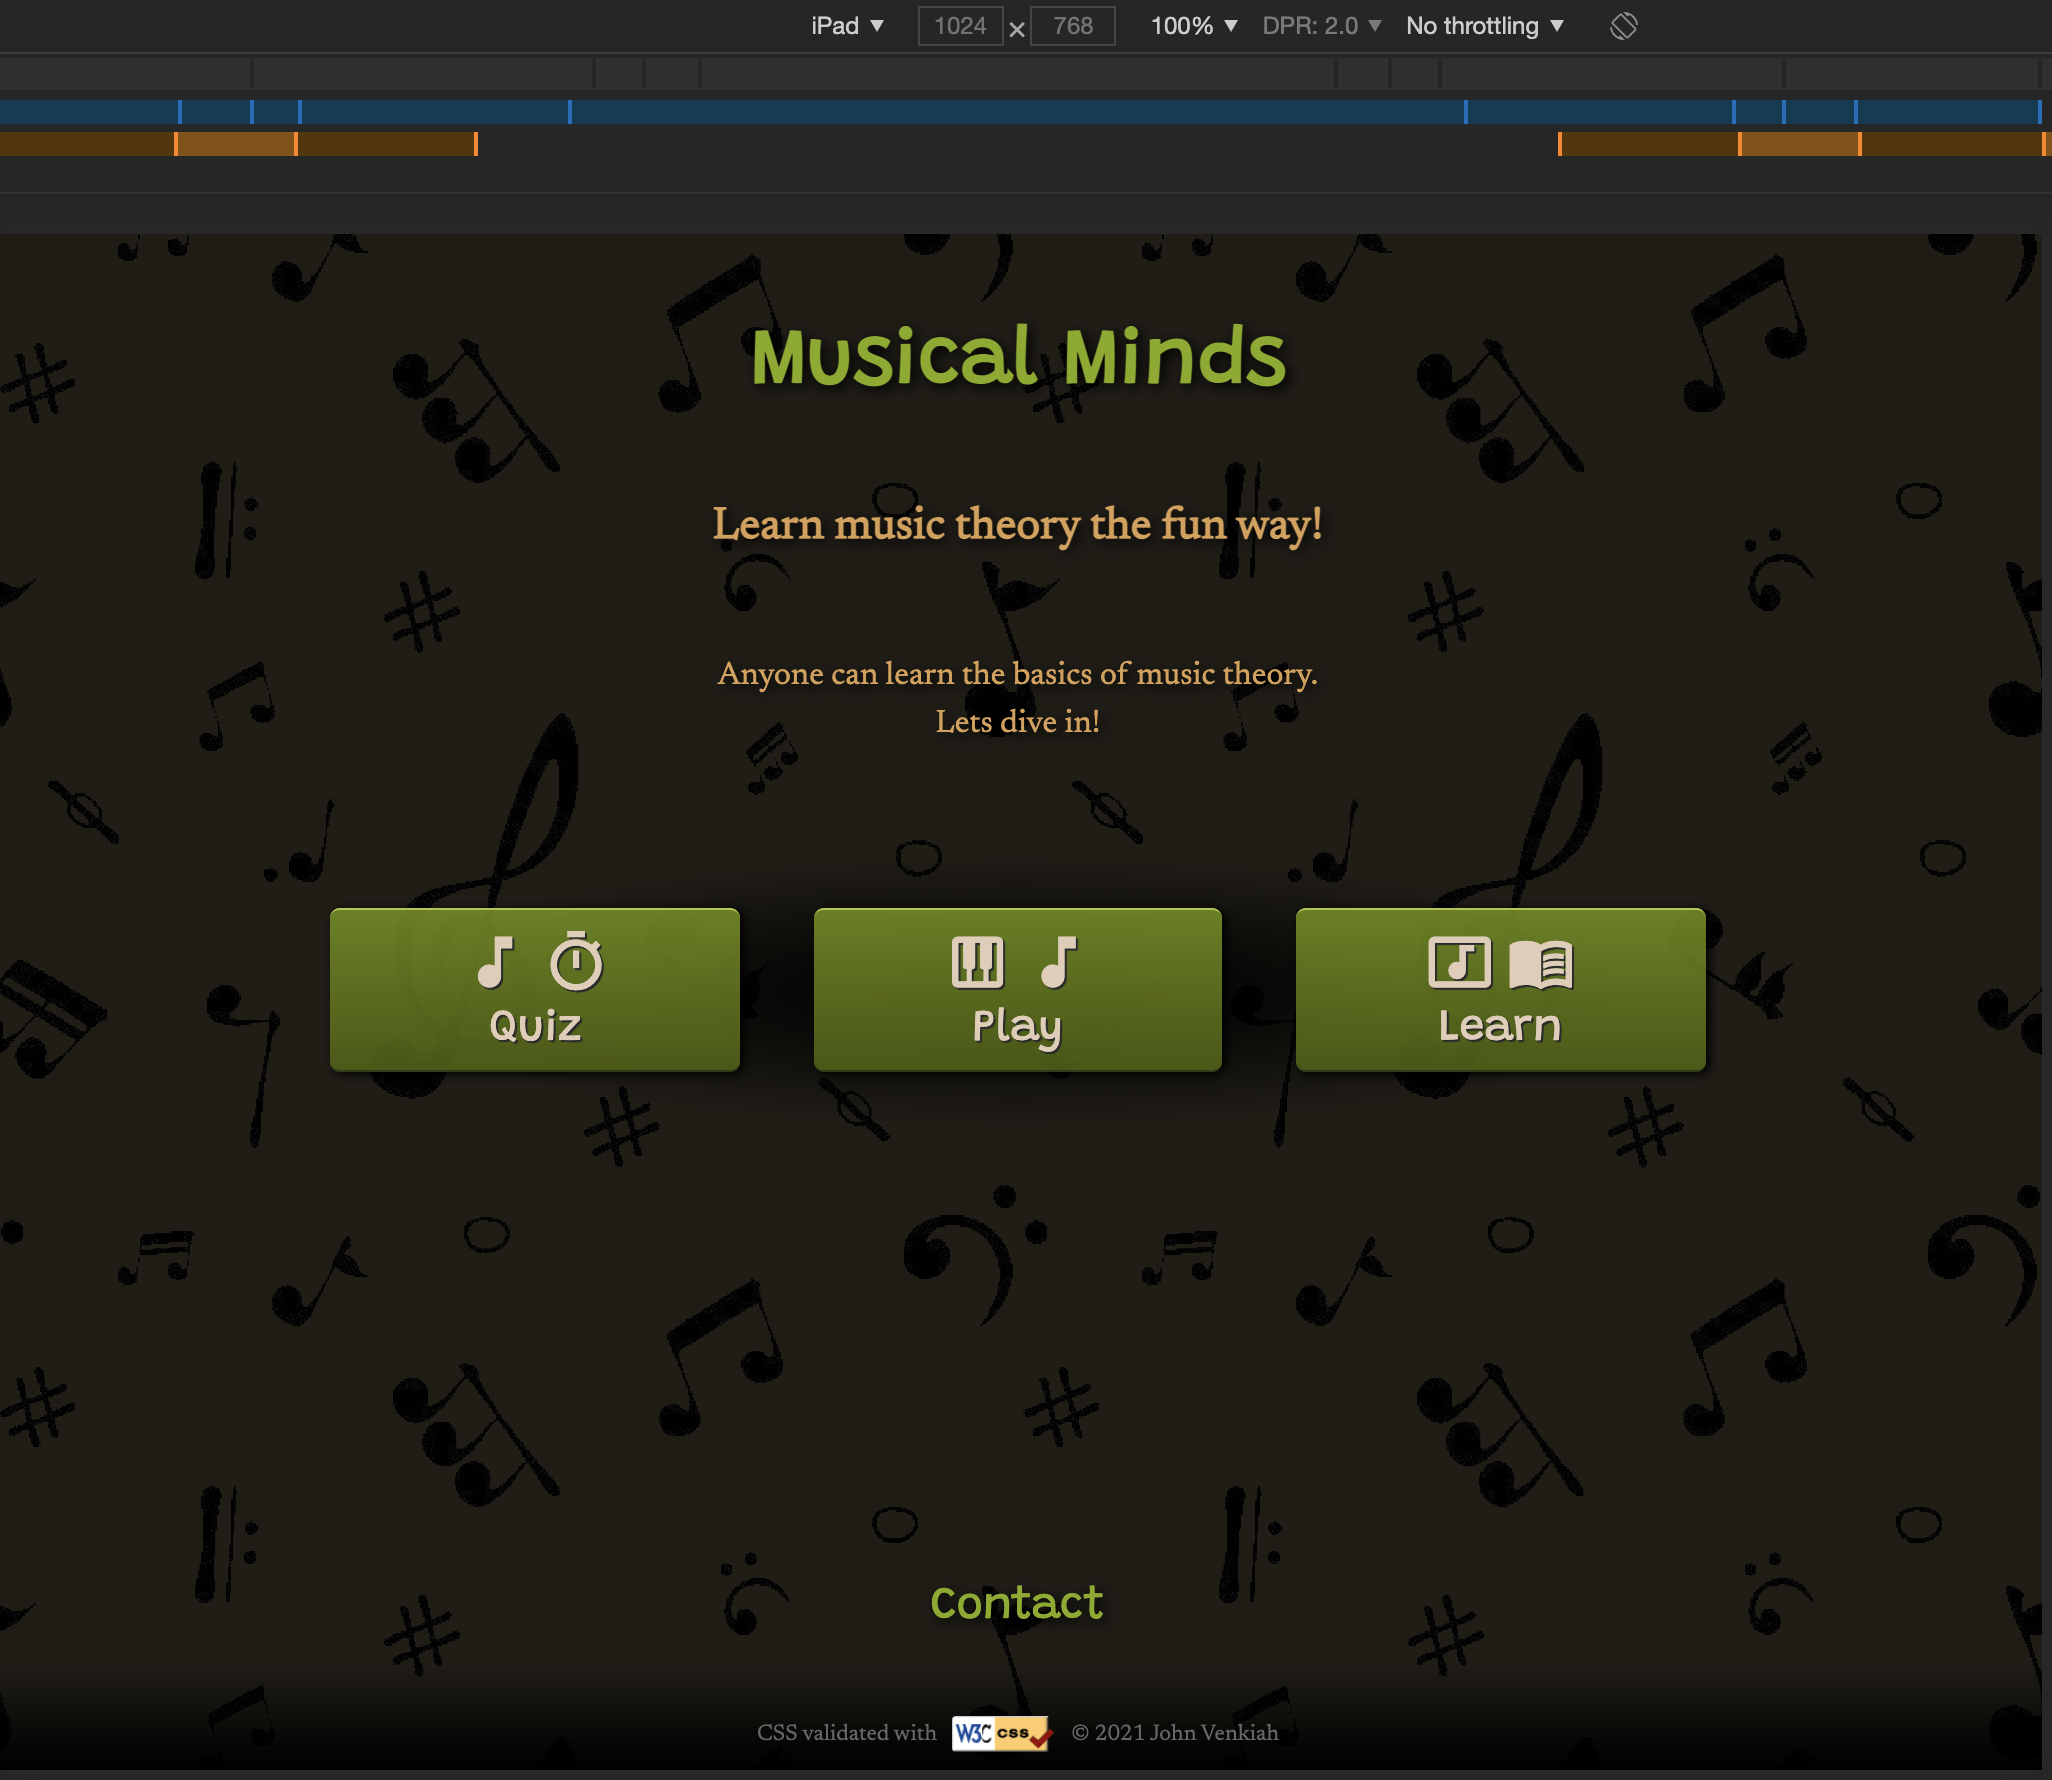 iPad ▼ 1024 × 768 100% ▼ DPR: 2.0 ▼ No throttling ▼
Musical Minds
Learn music theory the fun way!
Anyone can learn the basics of music theory.
Lets dive in!
Quiz Play Learn
Contact
CSS validated with W3C css © 2021 John Venkiah